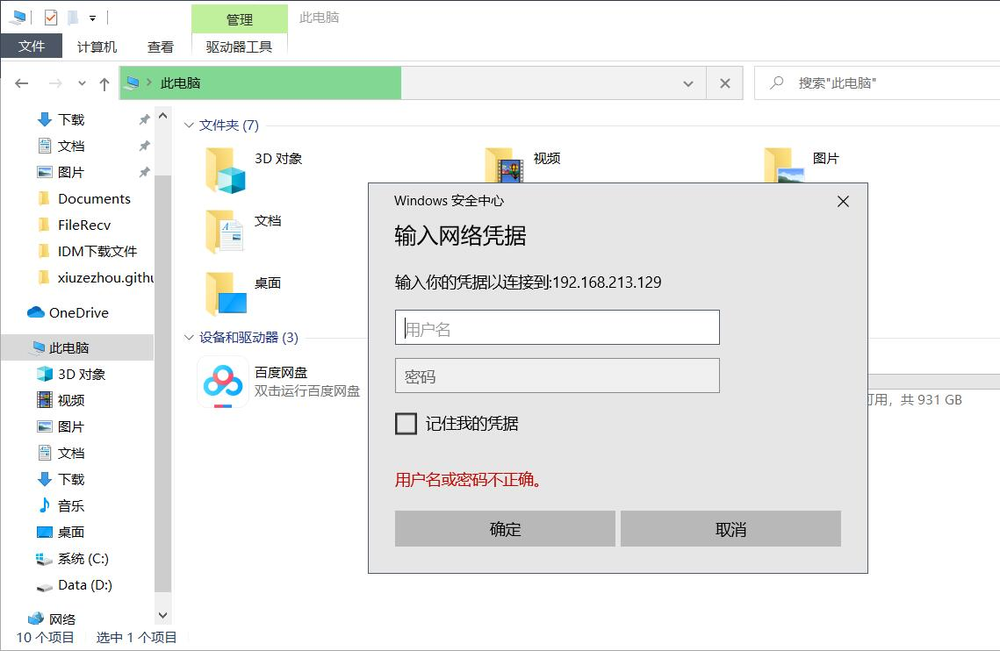 管理
此电脑
文件
计算机
查看
驱动器工具
此电脑
搜索"此电脑"
下载
文档
图片
Documents
FileRecv
IDM下载文件
xiuzezhou.githu
OneDrive
此电脑
3D 对象
视频
图片
文档
下载
音乐
桌面
系统 (C:)
Data (D:)
网络
文件夹 (7)
3D 对象
视频
图片
文档
桌面
设备和驱动器 (3)
百度网盘
双击运行百度网盘
可用，共 931 GB
Windows 安全中心
输入网络凭据
输入你的凭据以连接到:192.168.213.129
用户名
密码
记住我的凭据
用户名或密码不正确。
确定
取消
10 个项目
选中 1 个项目